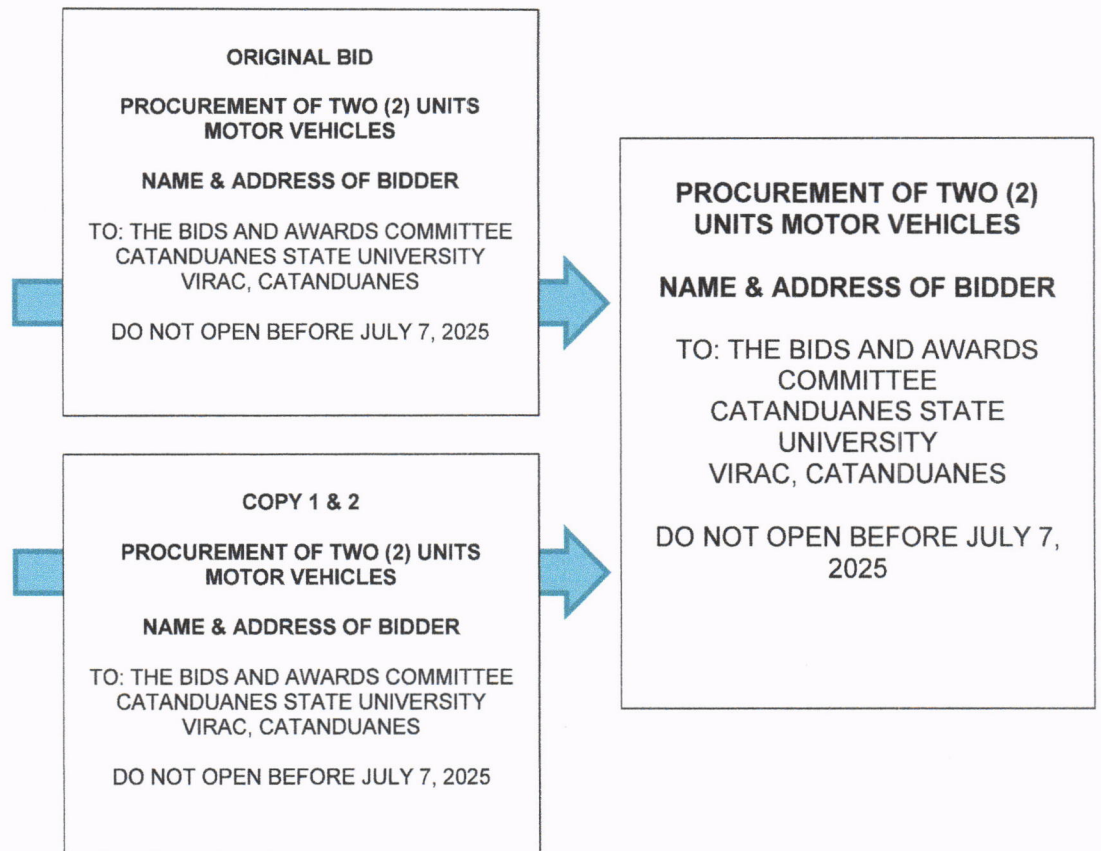 ORIGINAL BID
PROCUREMENT OF TWO (2) UNITS
MOTOR VEHICLES
NAME & ADDRESS OF BIDDER
TO: THE BIDS AND AWARDS COMMITTEE
CATANDUANES STATE UNIVERSITY
VIRAC, CATANDUANES
DO NOT OPEN BEFORE JULY 7, 2025
COPY 1 & 2
PROCUREMENT OF TWO (2) UNITS
MOTOR VEHICLES
NAME & ADDRESS OF BIDDER
TO: THE BIDS AND AWARDS COMMITTEE
CATANDUANES STATE UNIVERSITY
VIRAC, CATANDUANES
DO NOT OPEN BEFORE JULY 7, 2025
PROCUREMENT OF TWO (2)
UNITS MOTOR VEHICLES
NAME & ADDRESS OF BIDDER
TO: THE BIDS AND AWARDS
COMMITTEE
CATANDUANES STATE
UNIVERSITY
VIRAC, CATANDUANES
DO NOT OPEN BEFORE JULY 7,
2025